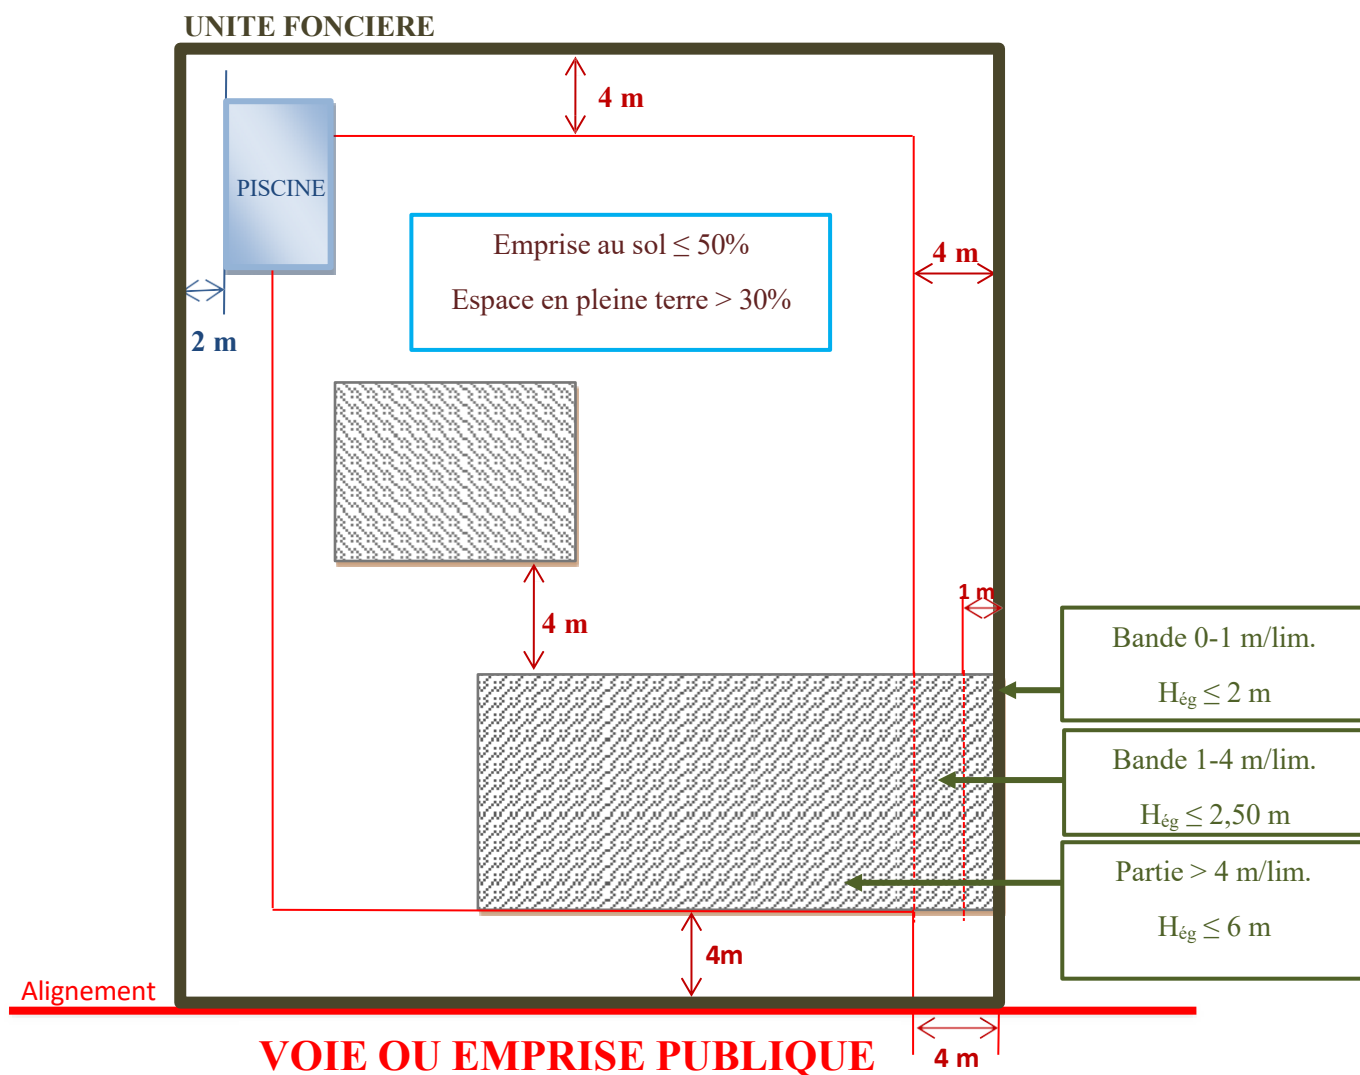 UNITE FONCIERE
4 m
PISCINE
Emprise au sol ≤ 50%
Espace en pleine terre > 30%
4 m
2 m
4 m
1 m
Bande 0-1 m/lim.
Hég ≤ 2 m
Bande 1-4 m/lim.
Hég ≤ 2,50 m
Partie > 4 m/lim.
Hég ≤ 6 m
4m
Alignement
VOIE OU EMPRISE PUBLIQUE
4 m